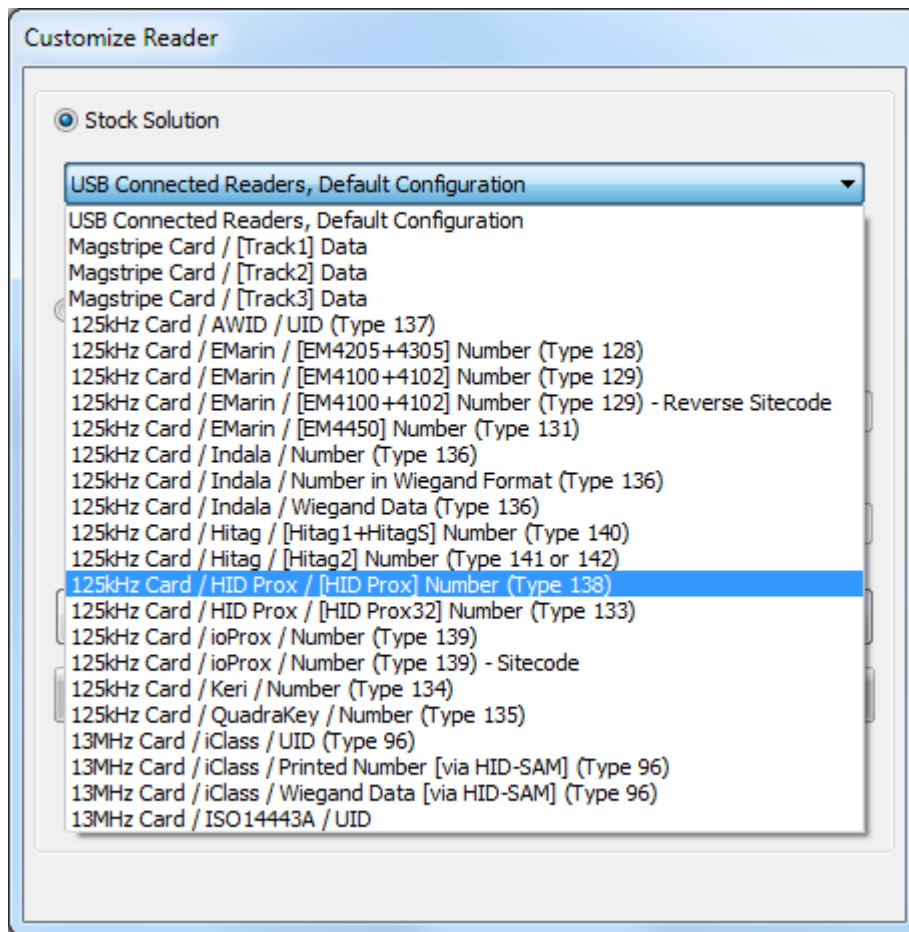 Customize Reader
Stock Solution
USB Connected Readers, Default Configuration
USB Connected Readers, Default Configuration
Magstripe Card / [Track1] Data
Magstripe Card / [Track2] Data
Magstripe Card / [Track3] Data
125kHz Card / AWID / UID (Type 137)
125kHz Card / EMarin / [EM4205+4305] Number (Type 128)
125kHz Card / EMarin / [EM4100+4102] Number (Type 129)
125kHz Card / EMarin / [EM4100+4102] Number (Type 129) - Reverse Sitecode
125kHz Card / EMarin / [EM4450] Number (Type 131)
125kHz Card / Indala / Number (Type 136)
125kHz Card / Indala / Number in Wiegand Format (Type 136)
125kHz Card / Indala / Wiegand Data (Type 136)
125kHz Card / Hitag / [Hitag1+HitagS] Number (Type 140)
125kHz Card / Hitag / [Hitag2] Number (Type 141 or 142)
125kHz Card / HID Prox / [HID Prox] Number (Type 138)
125kHz Card / HID Prox / [HID Prox32] Number (Type 133)
125kHz Card / ioProx / Number (Type 139)
125kHz Card / ioProx / Number (Type 139) - Sitecode
125kHz Card / Keri / Number (Type 134)
125kHz Card / QuadraKey / Number (Type 135)
13MHz Card / iClass / UID (Type 96)
13MHz Card / iClass / Printed Number [via HID-SAM] (Type 96)
13MHz Card / iClass / Wiegand Data [via HID-SAM] (Type 96)
13MHz Card / ISO14443A / UID